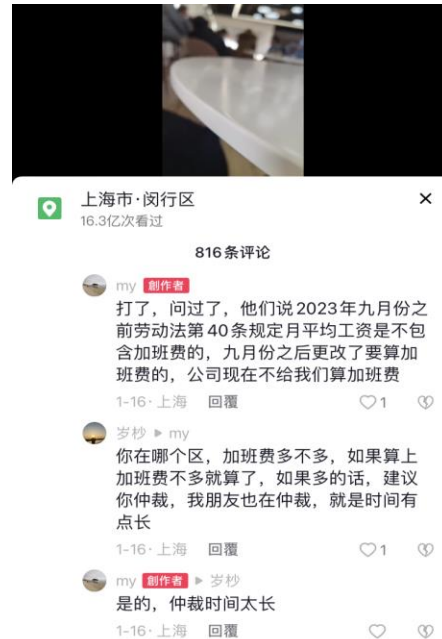 上海市·闵行区
16.3亿次看过
816条评论
my 創作者
打了，问过了，他们说2023年九月份之
前劳动法第40条规定月平均工资是不包
含加班费的，九月份之后更改了要算加
班费的，公司现在不给我们算加班费
1-16·上海 回覆 1
岁杪 ▶ my
你在哪个区，加班费多不多，如果算上
加班费不多就算了，如果多的话，建议
你仲裁，我朋友也在仲裁，就是时间有
点长
1-16·上海 回覆 1
my 創作者 ▶ 岁杪
是的，仲裁时间太长
1-16·上海 回覆